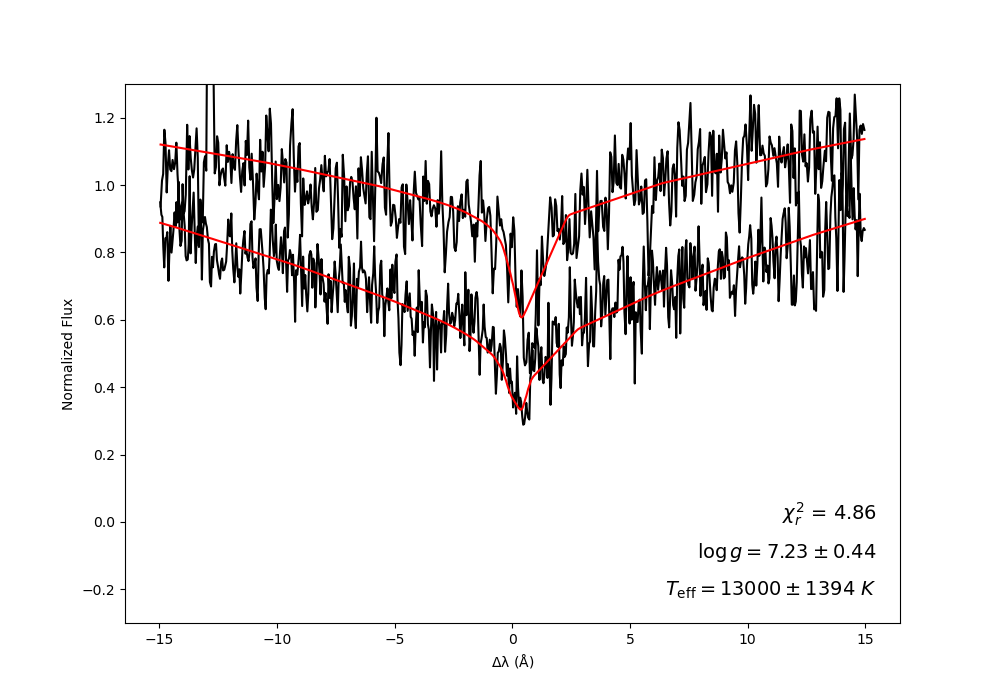 1.2
1.0
0.8
0.6
0.4
0.2
0.0
−0.2
Normalized Flux
χ²ᵣ = 4.86
log g = 7.23 ± 0.44
T_eff = 13000 ± 1394 K
−15 −10 −5 0 5 10 15
Δλ (Å)